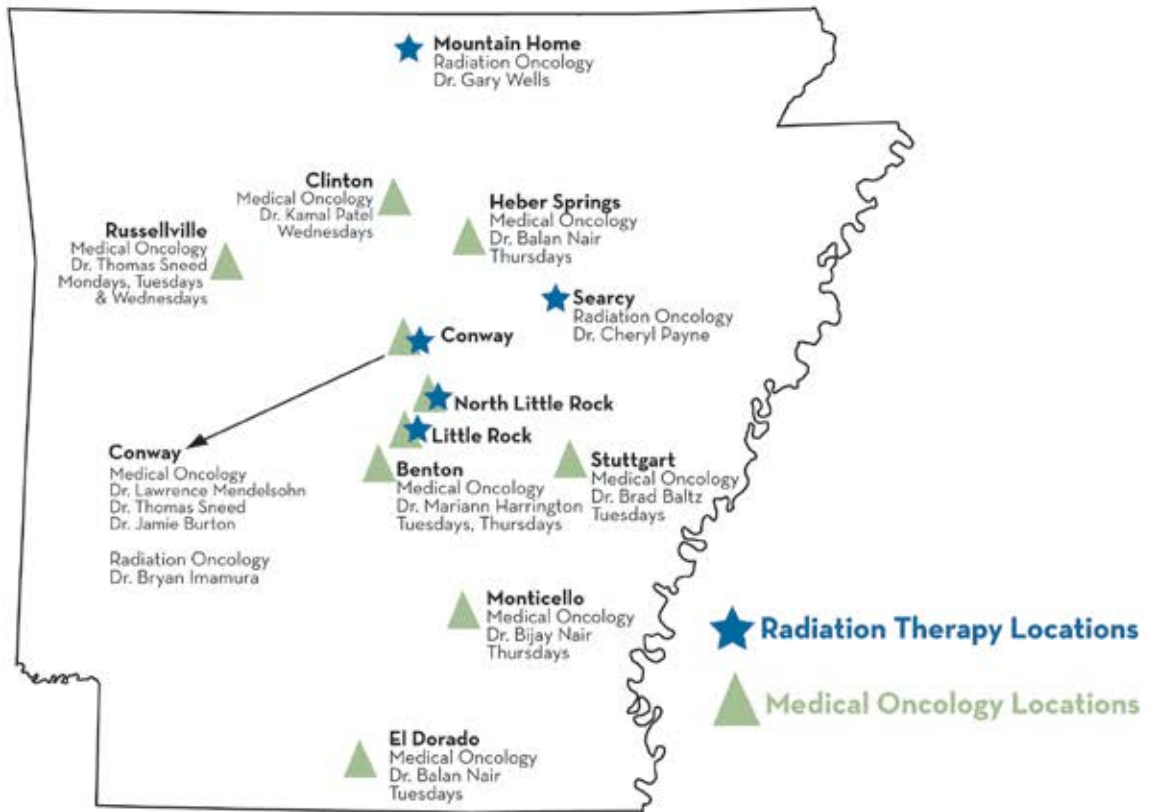 Mountain Home
Radiation Oncology
Dr. Gary Wells
Clinton
Medical Oncology
Dr. Kamal Patel
Wednesdays
Heber Springs
Medical Oncology
Dr. Balan Nair
Thursdays
Russellville
Medical Oncology
Dr. Thomas Sneed
Mondays, Tuesdays
& Wednesdays
Searcy
Radiation Oncology
Dr. Cheryl Payne
Conway
North Little Rock
Little Rock
Conway
Medical Oncology
Dr. Lawrence Mendelsohn
Dr. Thomas Sneed
Dr. Jamie Burton
Radiation Oncology
Dr. Bryan Imamura
Benton
Medical Oncology
Dr. Mariann Harrington
Tuesdays, Thursdays
Stuttgart
Medical Oncology
Dr. Brad Baltz
Tuesdays
Monticello
Medical Oncology
Dr. Bijay Nair
Thursdays
Radiation Therapy Locations
Medical Oncology Locations
El Dorado
Medical Oncology
Dr. Balan Nair
Tuesdays